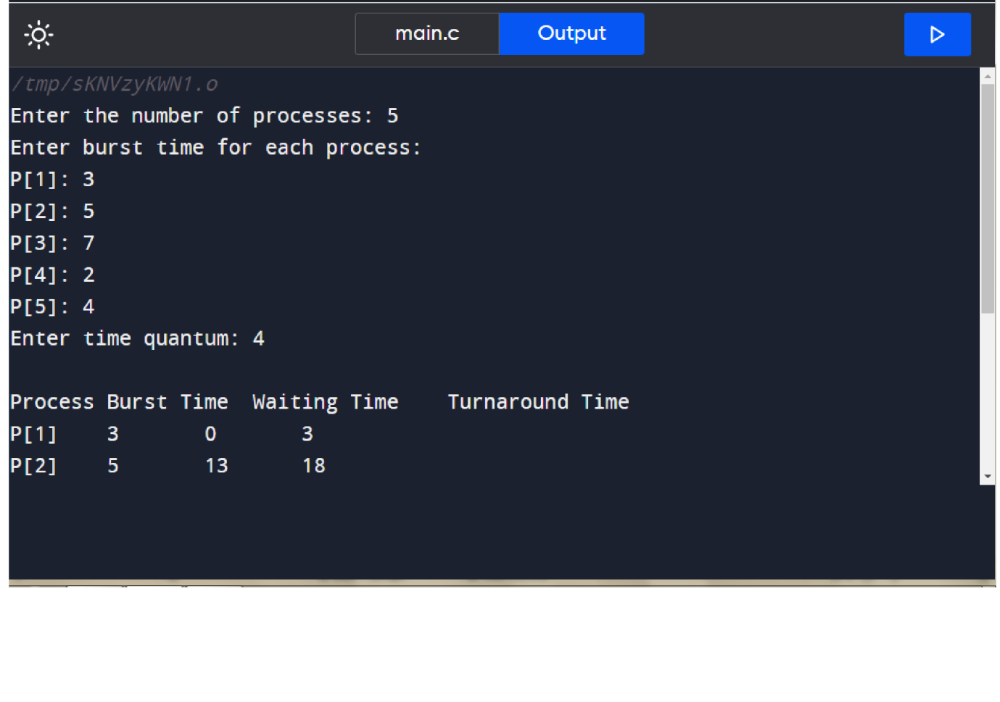 main.c Output
/tmp/sKNVzyKWN1.o
Enter the number of processes: 5
Enter burst time for each process:
P[1]: 3
P[2]: 5
P[3]: 7
P[4]: 2
P[5]: 4
Enter time quantum: 4
Process Burst Time Waiting Time Turnaround Time
P[1] 3 0 3
P[2] 5 13 18